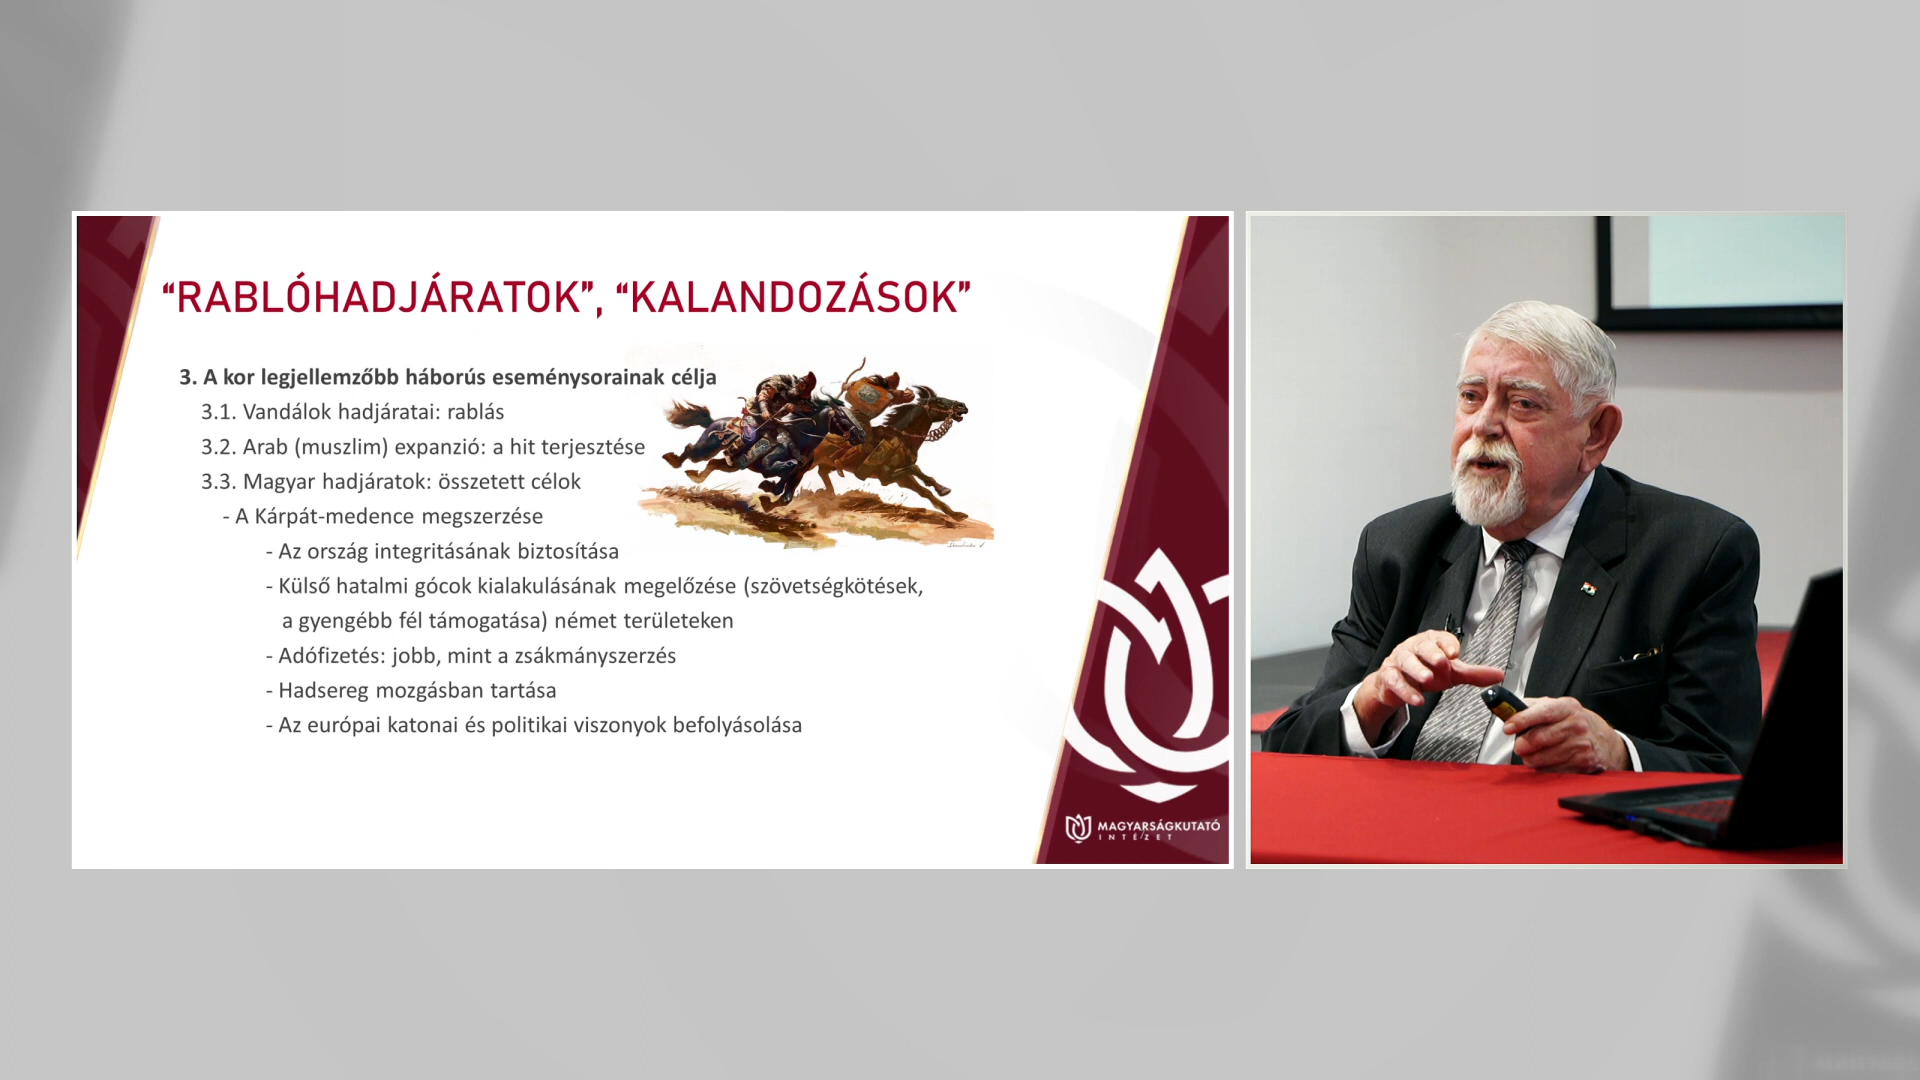 “RABLÓHADJÁRATOK”, “KALANDOZÁSOK”
3. A kor legjellemzőbb háborús eseménysorainak célja
3.1. Vandálok hadjáratai: rablás
3.2. Arab (muszlim) expanzió: a hit terjesztése
3.3. Magyar hadjáratok: összetett célok
- A Kárpát-medence megszerzése
- Az ország integritásának biztosítása
- Külső hatalmi gócok kialakulásának megelőzése (szövetségkötések,
a gyengébb fél támogatása) német területeken
- Adófizetés: jobb, mint a zsákmányszerzés
- Hadsereg mozgásban tartása
- Az európai katonai és politikai viszonyok befolyásolása
MAGYARSÁGKUTATÓ
INTÉZET